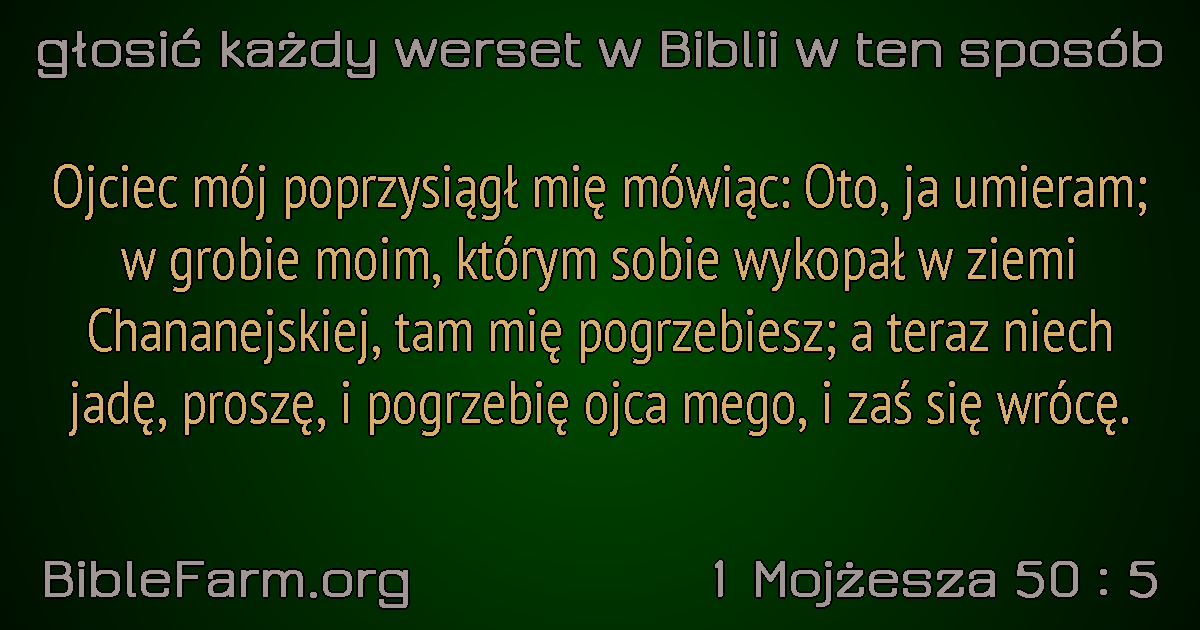 głosić każdy werset w Biblii w ten sposób
Ojciec mój poprzysiągł mię mówiąc: Oto, ja umieram;
w grobie moim, którym sobie wykopał w ziemi
Chananejskiej, tam mię pogrzebiesz; a teraz niech
jadę, proszę, i pogrzebię ojca mego, i zaś się wrócę.
BibleFarm.org
1 Mojżesza 50 : 5